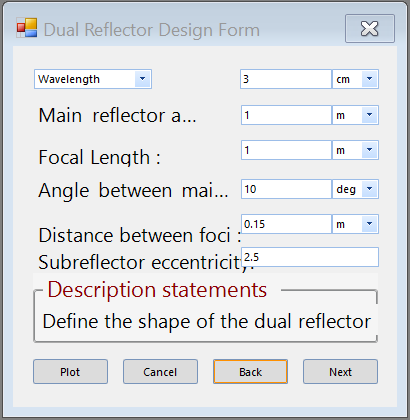 Dual Reflector Design Form
Wavelength 3 cm
Main reflector a... 1 m
Focal Length : 1 m
Angle between mai... 10 deg
Distance between foci : 0.15 m
Subreflector eccentricity: 2.5
Description statements
Define the shape of the dual reflector
Plot Cancel Back Next